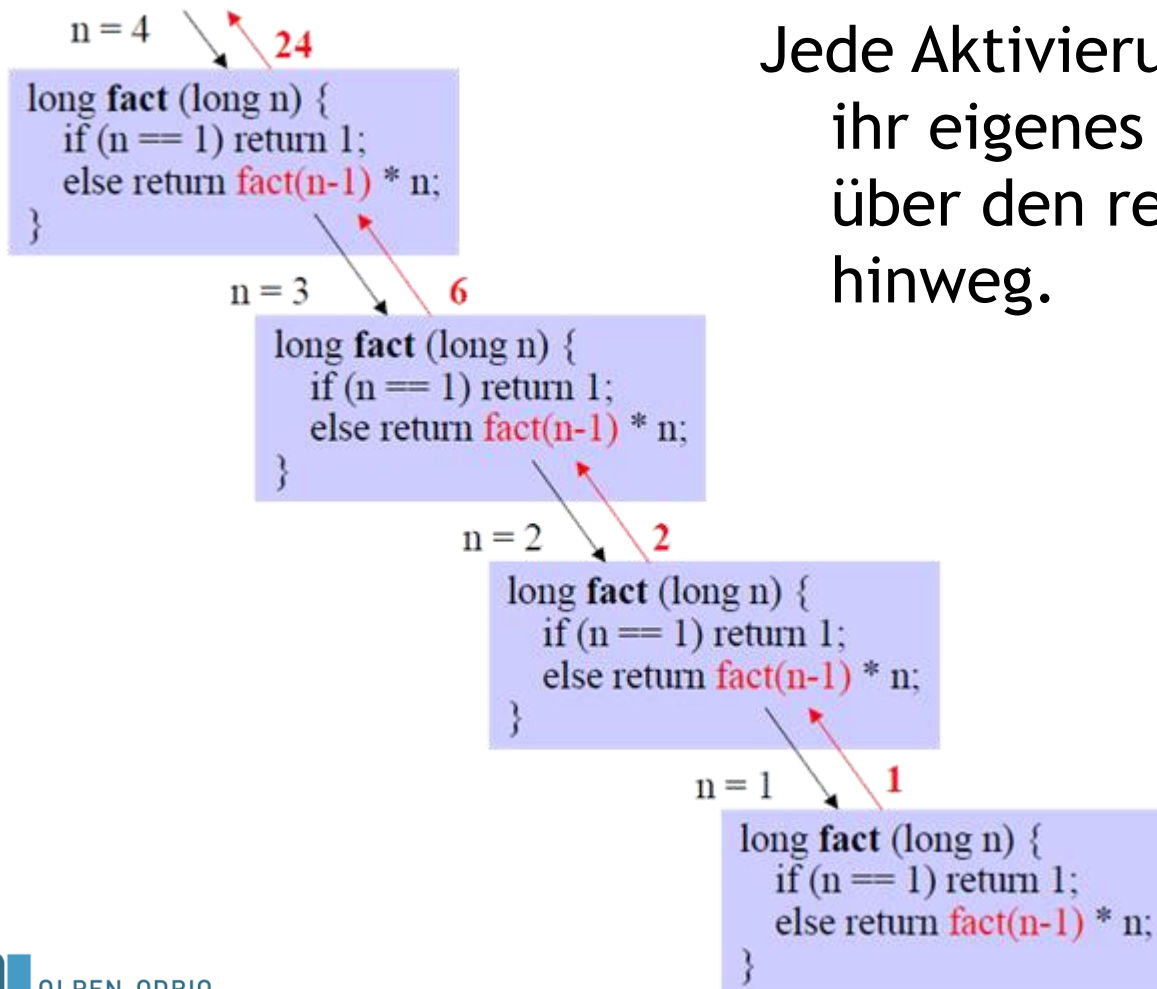 n = 4
24
long fact (long n) {
if (n == 1) return 1;
else return fact(n-1) * n;
}
Jede
ihr eigenes
über den
hinweg.
n = 3
6
long fact (long n) {
if (n == 1) return 1;
else return fact(n-1) * n;
}
n = 2
2
long fact (long n) {
if (n == 1) return 1;
else return fact(n-1) * n;
}
n = 1
1
long fact (long n) {
if (n == 1) return 1;
else return fact(n-1) * n;
}